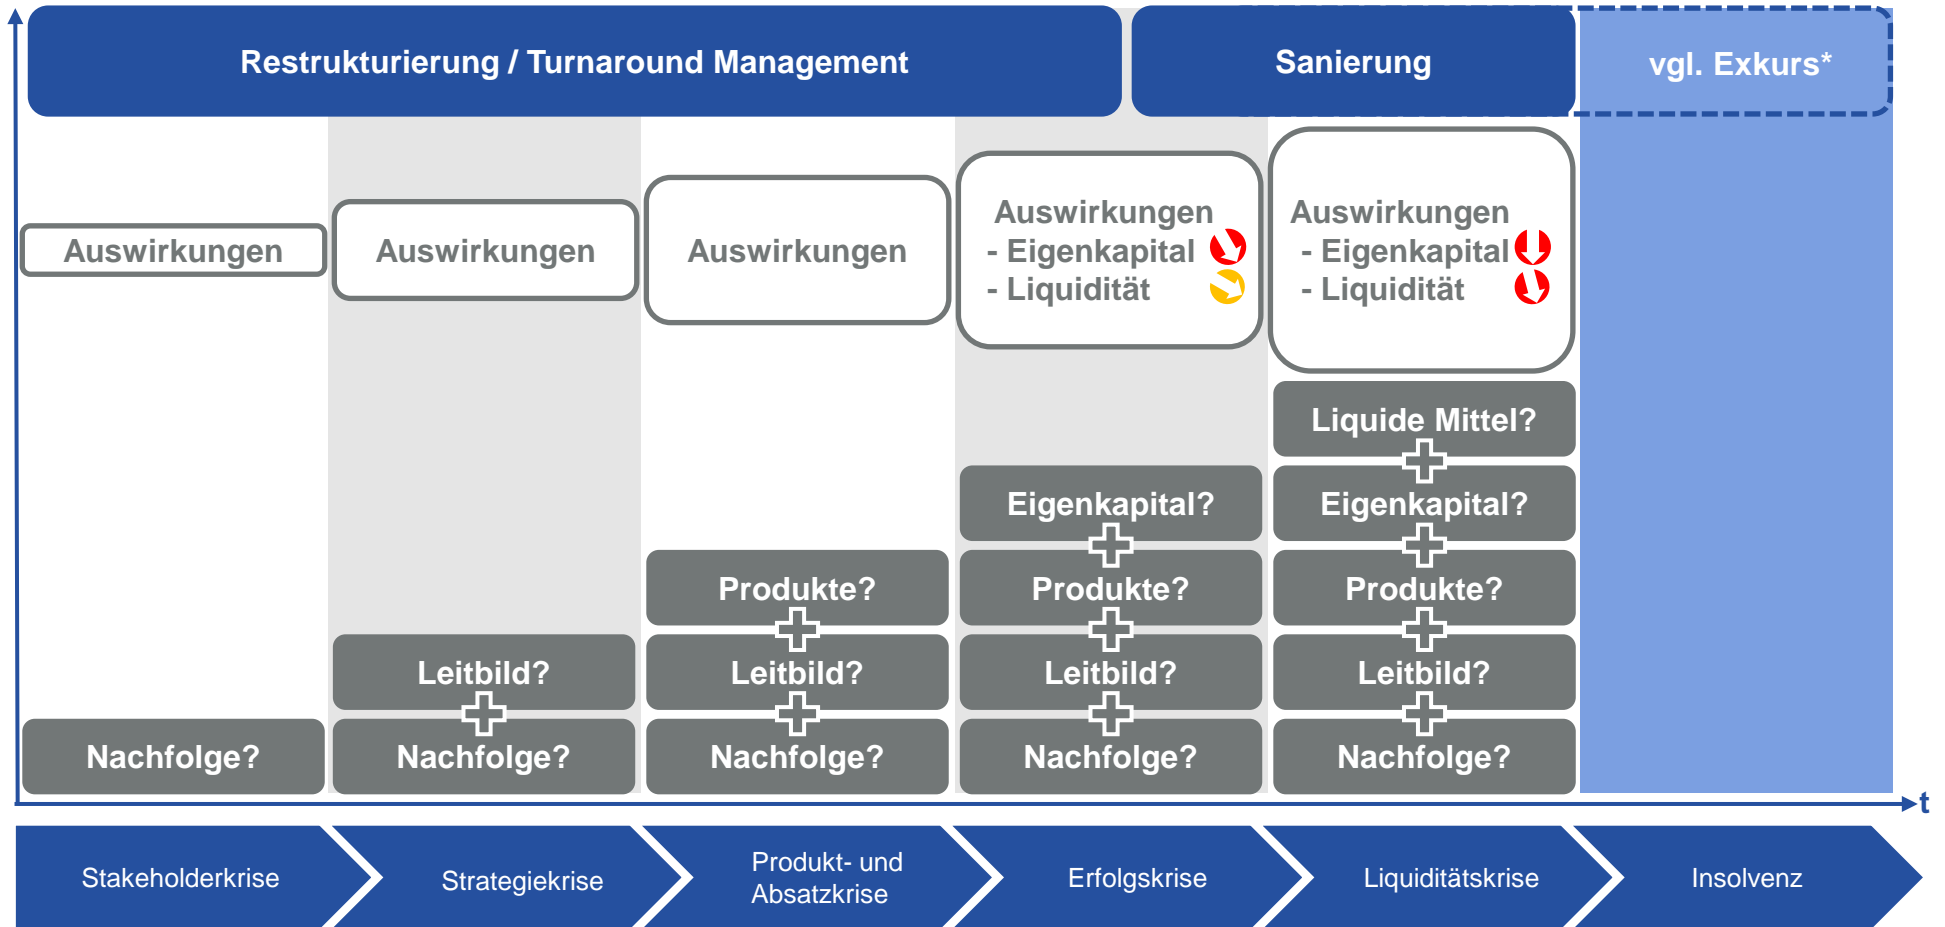 Restrukturierung / Turnaround Management
Sanierung
vgl. Exkurs*
Auswirkungen
Auswirkungen
Auswirkungen
Auswirkungen
- Eigenkapital
- Liquidität
Auswirkungen
- Eigenkapital
- Liquidität
Liquide Mittel?
Eigenkapital?
Eigenkapital?
Produkte?
Produkte?
Produkte?
Leitbild?
Leitbild?
Leitbild?
Leitbild?
Nachfolge?
Nachfolge?
Nachfolge?
Nachfolge?
Nachfolge?
t
Stakeholderkrise
Strategiekrise
Produkt- und
Absatzkrise
Erfolgskrise
Liquiditätskrise
Insolvenz